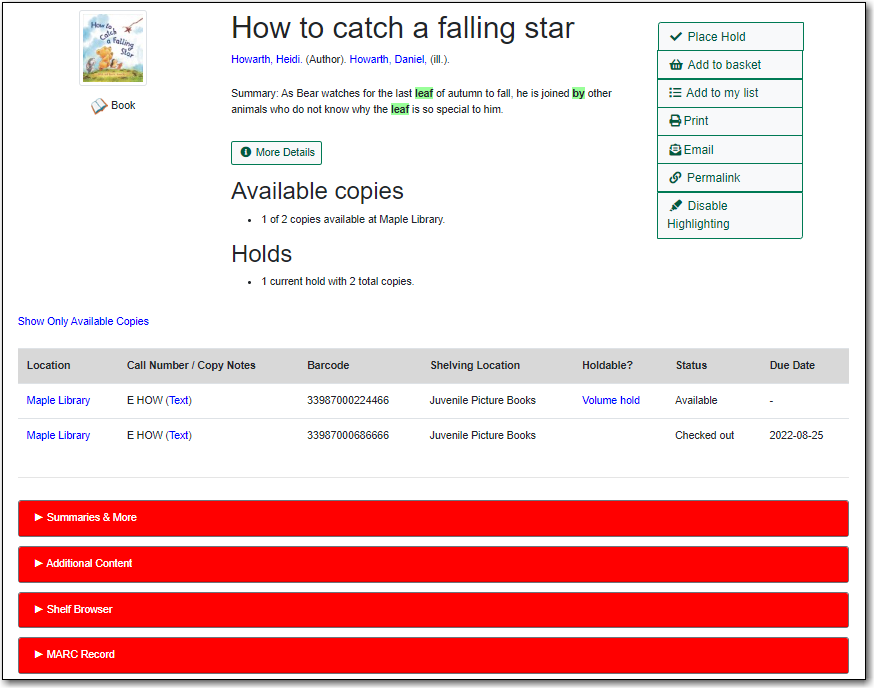 How to
Catch
a Falling
Star
Book
How to catch a falling star
Howarth, Heidi. (Author). Howarth, Daniel, (ill.).
Summary: As Bear watches for the last leaf of autumn to fall, he is joined by other
animals who do not know why the leaf is so special to him.
More Details
Available copies
• 1 of 2 copies available at Maple Library.
Holds
• 1 current hold with 2 total copies.
Place Hold
Add to basket
Add to my list
Print
Email
Permalink
Disable
Highlighting
Show Only Available Copies
Location Call Number / Copy Notes Barcode Shelving Location Holdable? Status Due Date
Maple Library E HOW (Text) 33987000224466 Juvenile Picture Books Volume hold Available -
Maple Library E HOW (Text) 33987000686666 Juvenile Picture Books Checked out 2022-08-25
► Summaries & More
► Additional Content
► Shelf Browser
► MARC Record